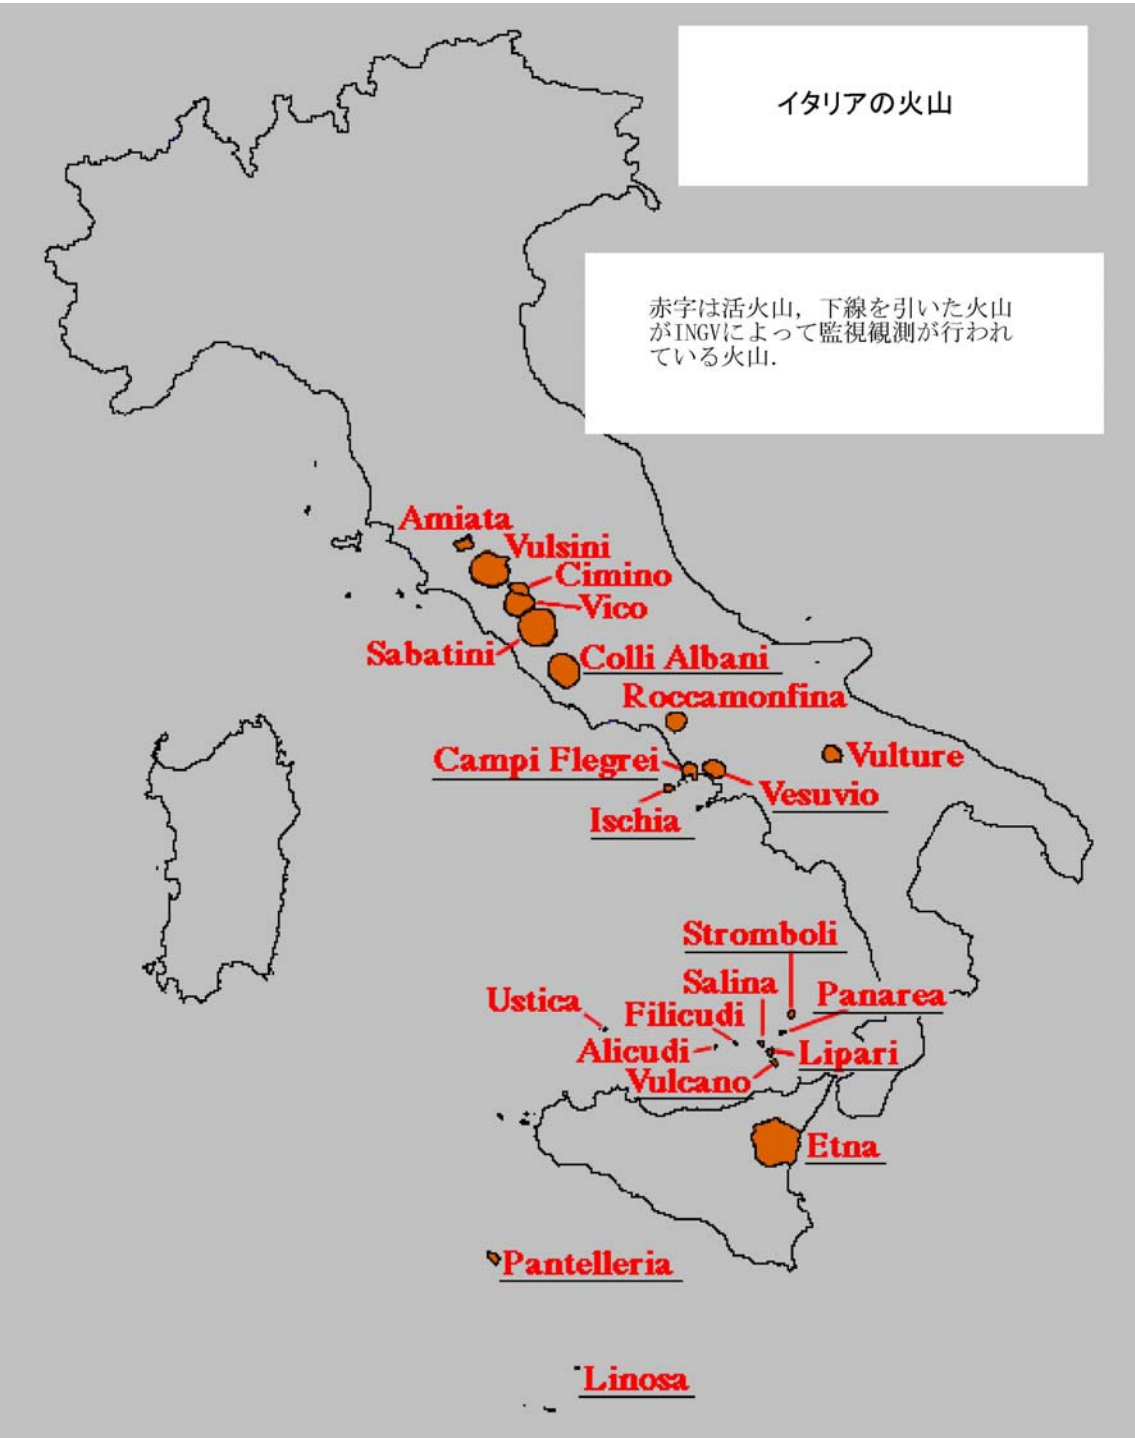 イタリアの火山
赤字は活火山，下線を引いた火山
がINGVによって監視観測が行われ
ている火山．
Amiata
Vulsini
Cimino
Vico
Sabatini
Colli Albani
Roccamonfina
Campi Flegrei
Vulture
Vesuvio
Ischia
Stromboli
Salina
Panarea
Ustica
Filicudi
Alicudi
Lipari
Vulcano
Etna
Pantelleria
Linosa